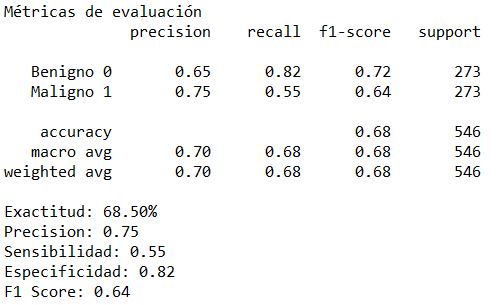 Métricas de evaluación
precision recall f1-score support
Benigno 0 0.65 0.82 0.72 273
Maligno 1 0.75 0.55 0.64 273
accuracy 0.68 546
macro avg 0.70 0.68 0.68 546
weighted avg 0.70 0.68 0.68 546
Exactitud: 68.50%
Precision: 0.75
Sensibilidad: 0.55
Especificidad: 0.82
F1 Score: 0.64